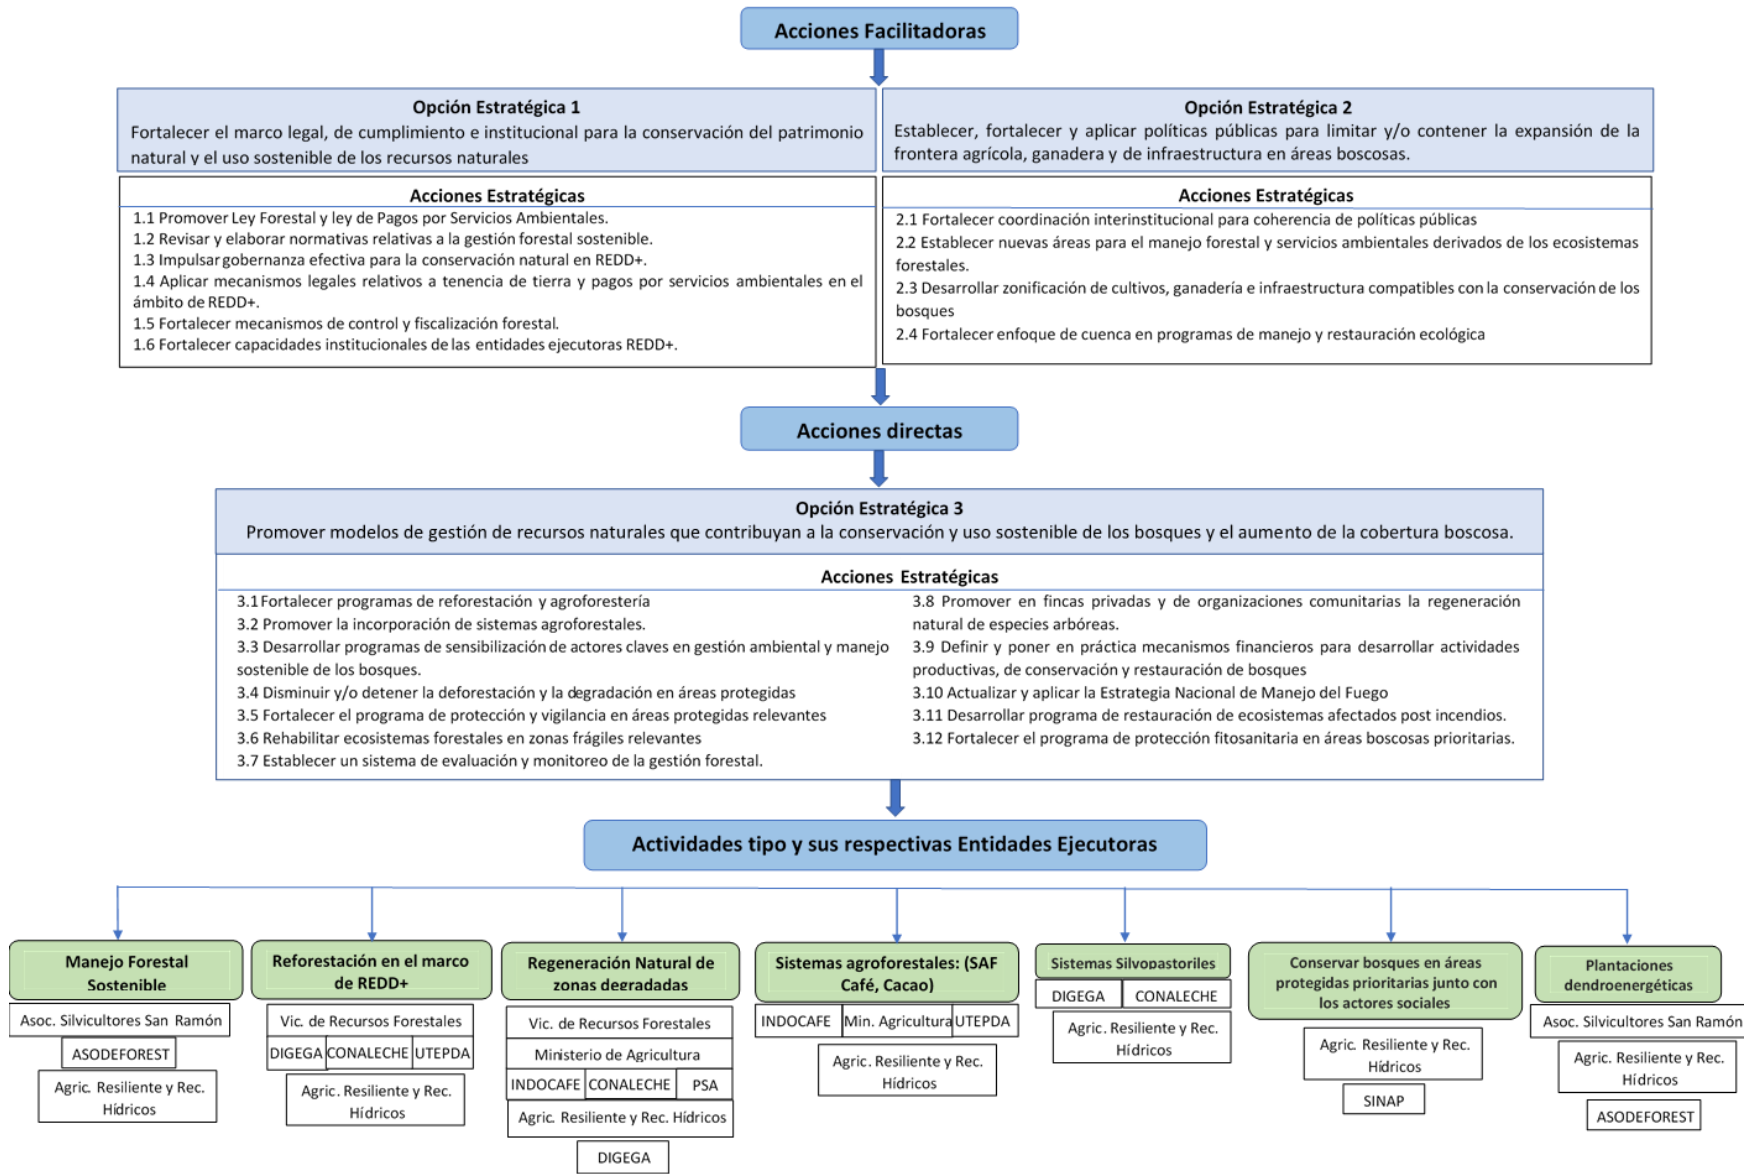 Acciones Facilitadoras
Opción Estratégica 1
Fortalecer el marco legal, de cumplimiento e institucional para la conservación del patrimonio
natural y el uso sostenible de los recursos naturales
Acciones Estratégicas
1.1 Promover Ley Forestal y ley de Pagos por Servicios Ambientales.
1.2 Revisar y elaborar normativas relativas a la gestión forestal sostenible.
1.3 Impulsar gobernanza efectiva para la conservación natural en REDD+.
1.4 Aplicar mecanismos legales relativos a tenencia de tierra y pagos por servicios ambientales en el
ámbito de REDD+.
1.5 Fortalecer mecanismos de control y fiscalización forestal.
1.6 Fortalecer capacidades institucionales de las entidades ejecutoras REDD+.
Opción Estratégica 2
Establecer, fortalecer y aplicar políticas públicas para limitar y/o contener la expansión de la
frontera agrícola, ganadera y de infraestructura en áreas boscosas.
Acciones Estratégicas
2.1 Fortalecer coordinación interinstitucional para coherencia de políticas públicas
2.2 Establecer nuevas áreas para el manejo forestal y servicios ambientales derivados de los ecosistemas
forestales.
2.3 Desarrollar zonificación de cultivos, ganadería e infraestructura compatibles con la conservación de los
bosques
2.4 Fortalecer enfoque de cuenca en programas de manejo y restauración ecológica
Acciones directas
Opción Estratégica 3
Promover modelos de gestión de recursos naturales que contribuyan a la conservación y uso sostenible de los bosques y el aumento de la cobertura boscosa.
Acciones Estratégicas
3.1 Fortalecer programas de reforestación y agroforestería
3.2 Promover la incorporación de sistemas agroforestales.
3.3 Desarrollar programas de sensibilización de actores claves en gestión ambiental y manejo
sostenible de los bosques.
3.4 Disminuir y/o detener la deforestación y la degradación en áreas protegidas
3.5 Fortalecer el programa de protección y vigilancia en áreas protegidas relevantes
3.6 Rehabilitar ecosistemas forestales en zonas frágiles relevantes
3.7 Establecer un sistema de evaluación y monitoreo de la gestión forestal.
3.8 Promover en fincas privadas y de organizaciones comunitarias la regeneración
natural de especies arbóreas.
3.9 Definir y poner en práctica mecanismos financieros para desarrollar actividades
productivas, de conservación y restauración de bosques
3.10 Actualizar y aplicar la Estrategia Nacional de Manejo del Fuego
3.11 Desarrollar programa de restauración de ecosistemas afectados post incendios.
3.12 Fortalecer el programa de protección fitosanitaria en áreas boscosas prioritarias.
Actividades tipo y sus respectivas Entidades Ejecutoras
Manejo Forestal
Sostenible
Asoc. Silvicultores San Ramón
ASODEFOREST
Agric. Resiliente y Rec.
Hídricos
Reforestación en el marco
de REDD+
Vic. de Recursos Forestales
DIGEGA CONALECHE UTEPDA
Agric. Resiliente y Rec.
Hídricos
Regeneración Natural de
zonas degradadas
Vic. de Recursos Forestales
Ministerio de Agricultura
INDOCAFE CONALECHE PSA
Agric. Resiliente y Rec. Hídricos
DIGEGA
Sistemas agroforestales: (SAF
Café, Cacao)
INDOCAFE Min. Agricultura UTEPDA
Agric. Resiliente y Rec.
Hídricos
Sistemas Silvopastoriles
DIGEGA CONALECHE
Agric. Resiliente y Rec.
Hídricos
Conservar bosques en áreas
protegidas prioritarias junto con
los actores sociales
Agric. Resiliente y Rec.
Hídricos
SINAP
Plantaciones
dendroenergéticas
Asoc. Silvicultores San Ramón
Agric. Resiliente y Rec.
Hídricos
ASODEFOREST